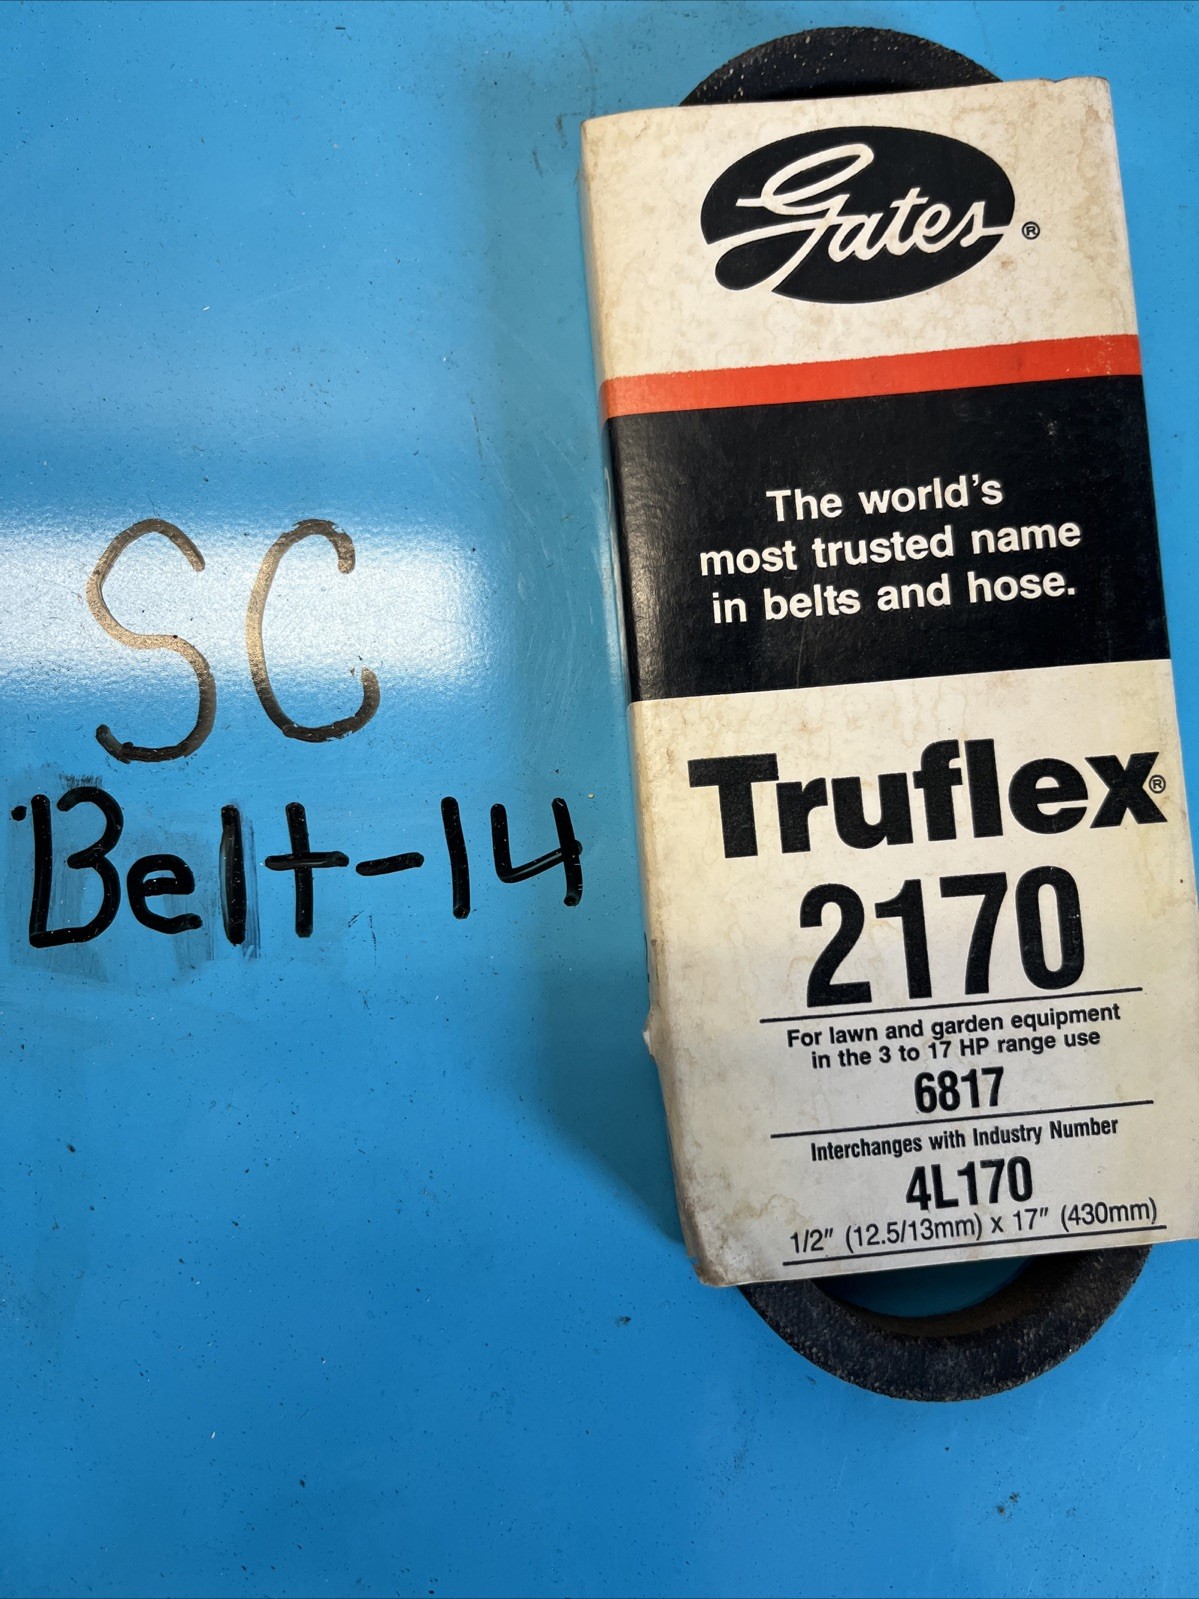 SC
Belt-14
Gates®
The world's
most trusted name
in belts and hose.
Truflex®
2170
For lawn and garden equipment
in the 3 to 17 HP range use
6817
Interchanges with Industry Number
4L170
1/2" (12.5/13mm) x 17" (430mm)